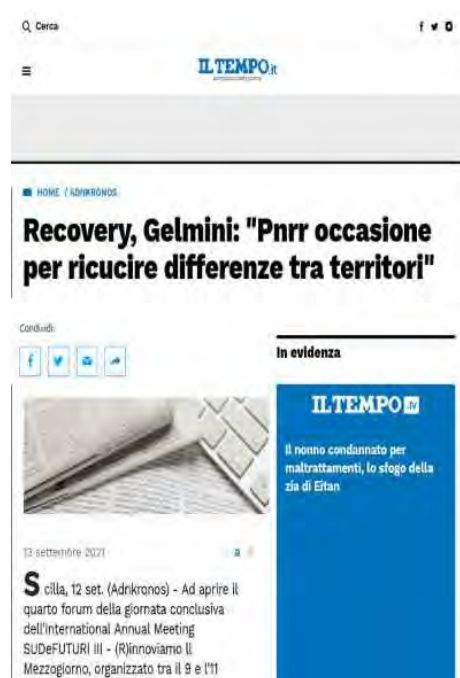 Cerca
IL TEMPO.it
HOME / ADNKRONOS
Recovery, Gelmini: "Pnrr occasione
per ricucire differenze tra territori"
Condividi:
In evidenza
IL TEMPO TV
Il nonno condannato per
maltrattamenti, lo sfogo della
zia di Eitan
13 settembre 2021
a
Scilla, 12 set. (Adnkronos) - Ad aprire il
quarto forum della giornata conclusiva
dell'International Annual Meeting
SUDeFUTURI III - (R)innoviamo Il
Mezzogiorno, organizzato tra il 9 e l'11